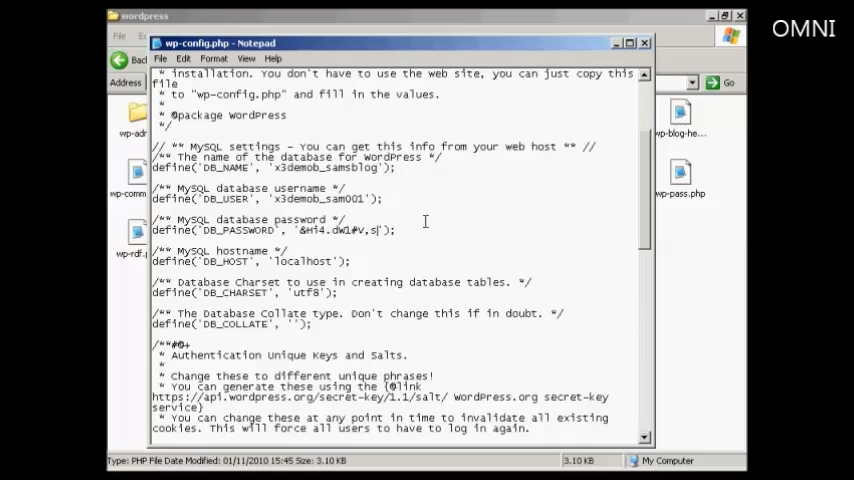 wordpress
OMNI
wp-config.php - Notepad
File
File Edit Format View Help
Back
Address
Go
* installation. You don't have to use the web site, you can just copy this
file
* to "wp-config.php" and fill in the values.
*
* @package WordPress
*/
// ** MySQL settings - You can get this info from your web host ** //
/** The name of the database for WordPress */
define('DB_NAME', 'x3demob_samsblog');
/** MySQL database username */
define('DB_USER', 'x3demob_sam001');
/** MySQL database password */
define('DB_PASSWORD', '&Hi4.dw1#V,s');
/** MySQL hostname */
define('DB_HOST', 'localhost');
/** Database Charset to use in creating database tables. */
define('DB_CHARSET', 'utf8');
/** The Database Collate type. Don't change this if in doubt. */
define('DB_COLLATE', '');
/**#@+
* Authentication Unique Keys and Salts.
*
* Change these to different unique phrases!
* You can generate these using the {@link
https://api.wordpress.org/secret-key/1.1/salt/ WordPress.org secret-key
service}
* You can change these at any point in time to invalidate all existing
cookies. This will force all users to have to log in again.
wp-adr
wp-comm
wp-rdf.p
wp-blog-he...
wp-pass.php
Type: PHP File Date Modified: 01/11/2010 15:45 Size: 3.10 KB
3.10 KB
My Computer